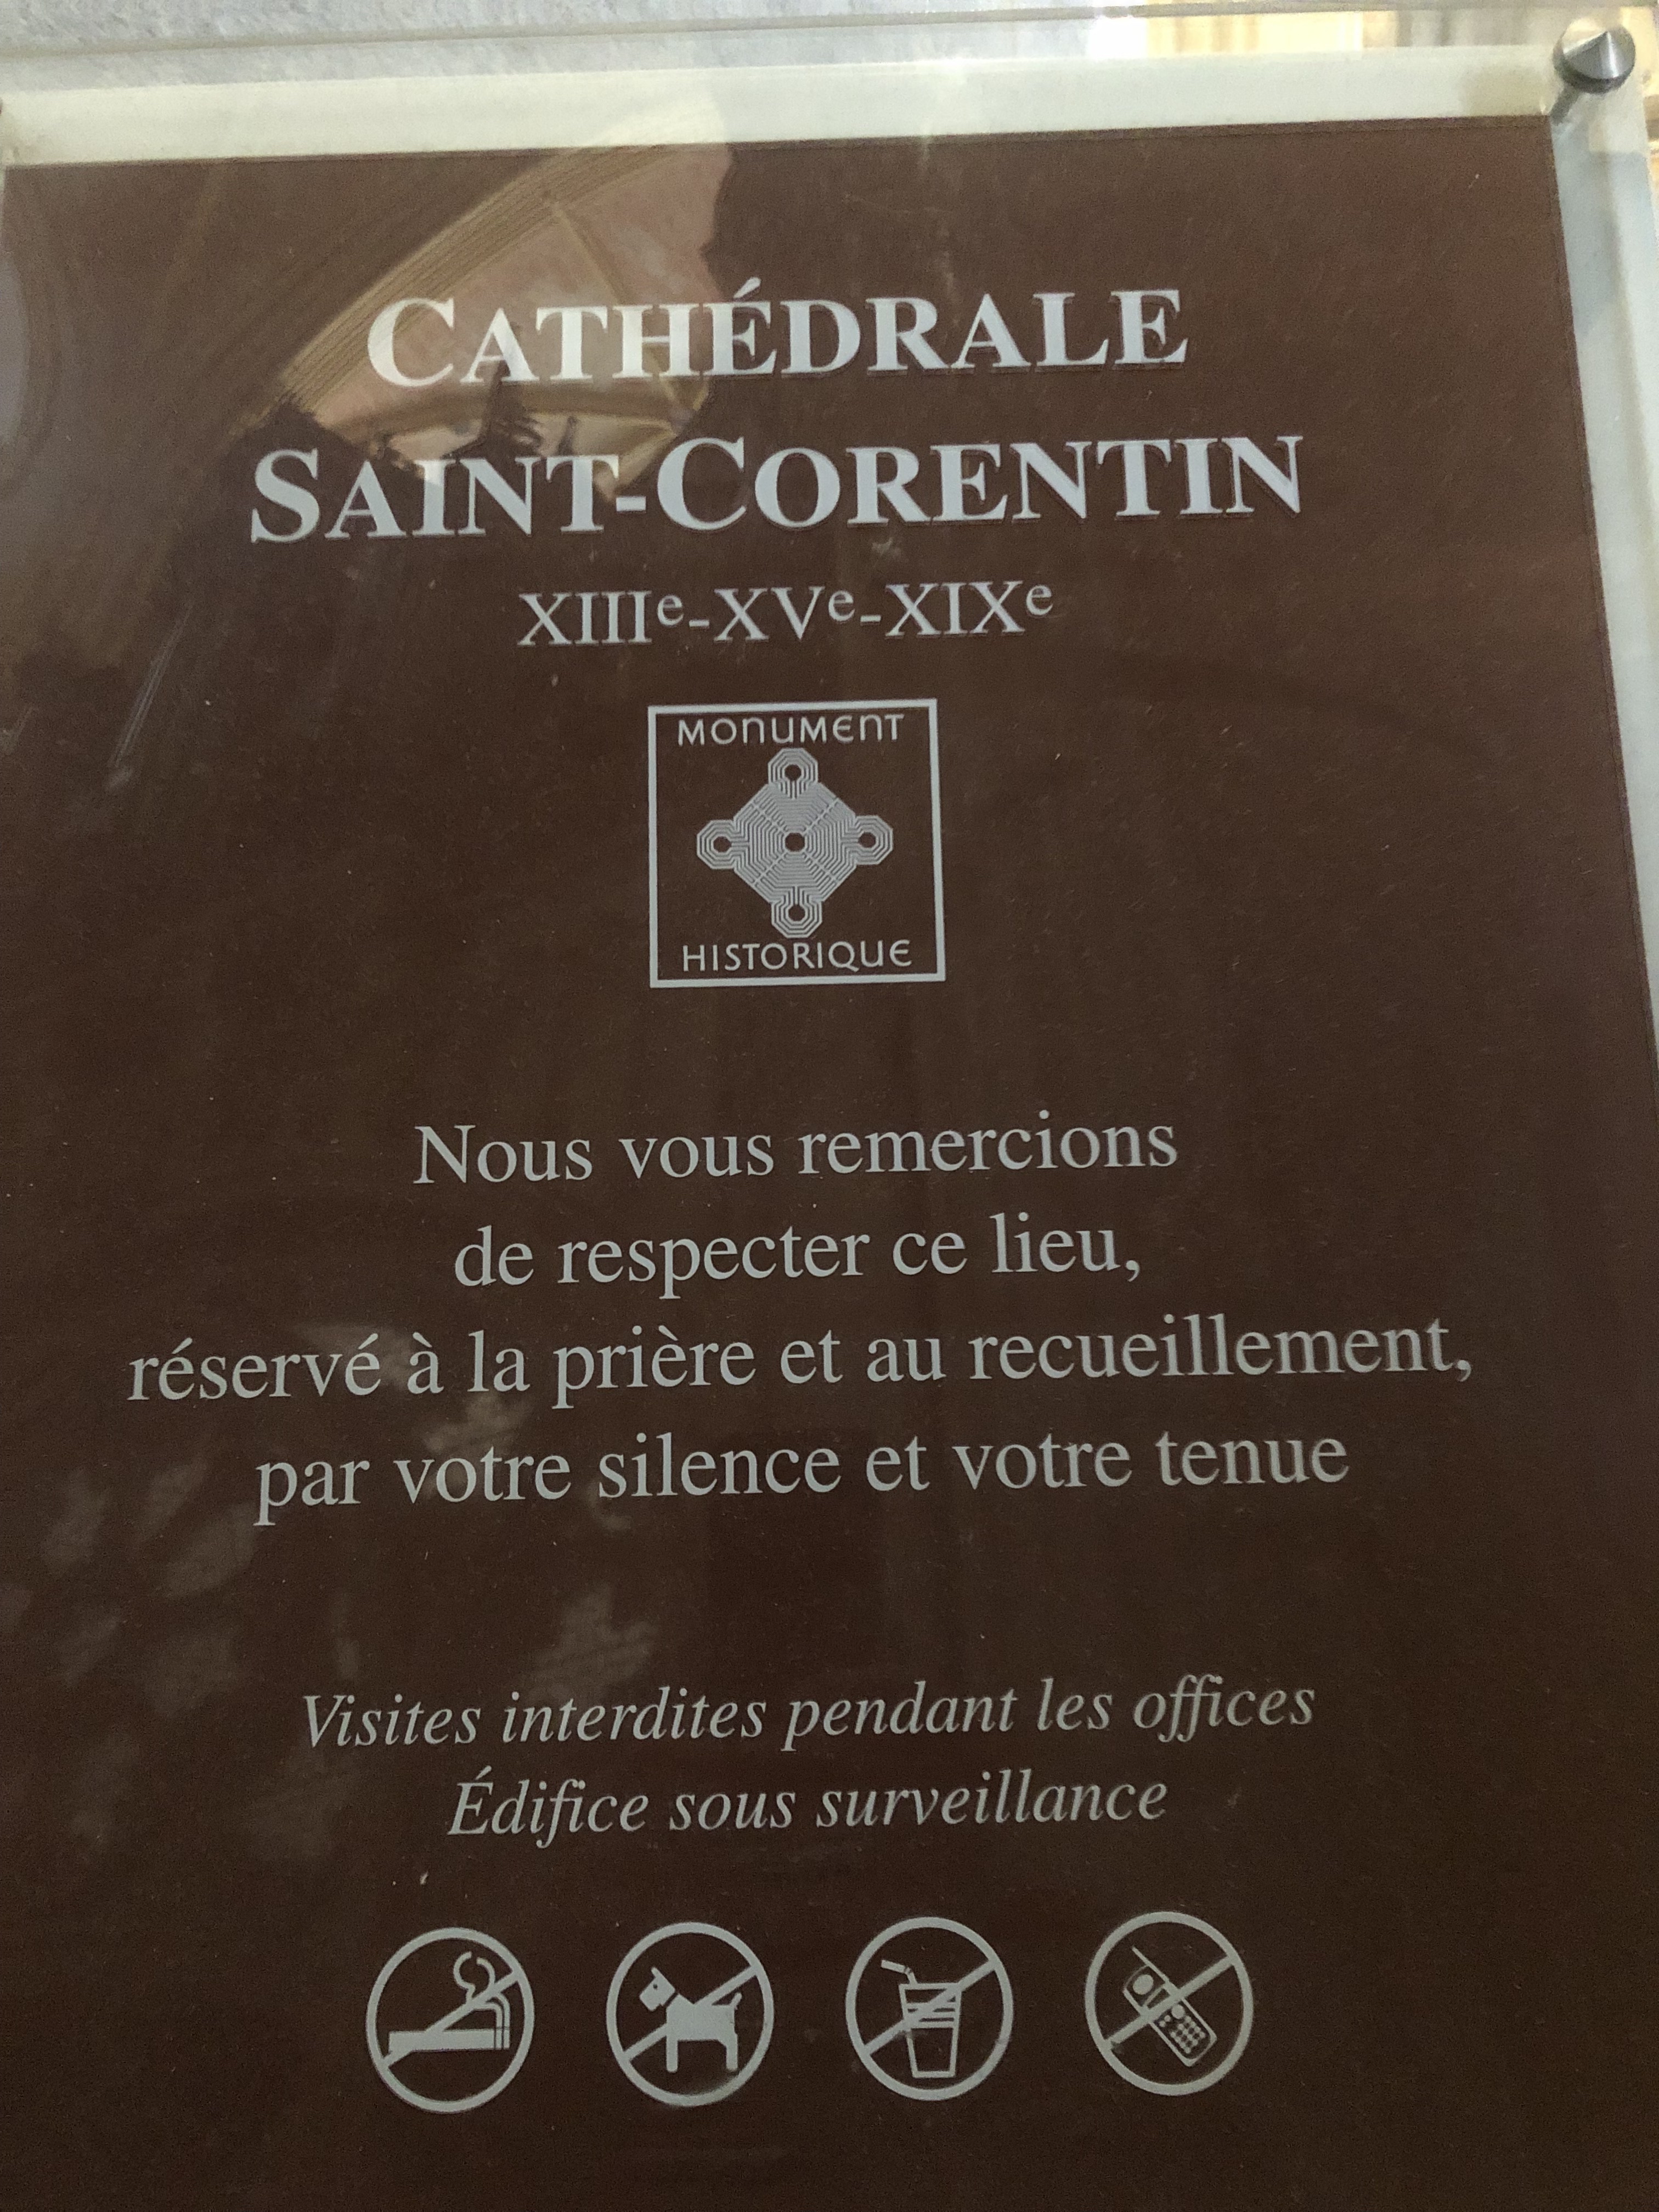 CATHÉDRALE
SAINT-CORENTIN
XIIIe-XVe-XIXe
MONUMENT
HISTORIQUE
Nous vous remercions
de respecter ce lieu,
réservé à la prière et au recueillement,
par votre silence et votre tenue
Visites interdites pendant les offices
Édifice sous surveillance